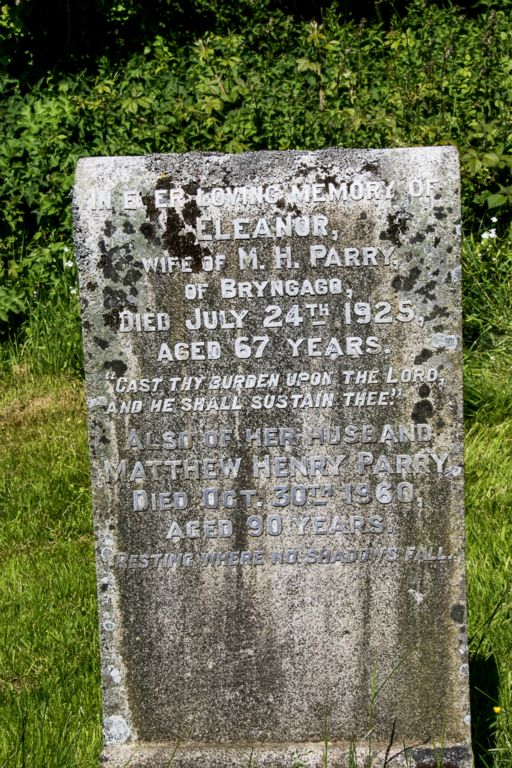 IN EVER LOVING MEMORY OF
ELEANOR,
WIFE OF M. H. PARRY,
OF BRYNGAGO,
DIED JULY 24TH 1925,
AGED 67 YEARS.
"CAST THY BURDEN UPON THE LORD,
AND HE SHALL SUSTAIN THEE".
ALSO OF HER HUSBAND
MATTHEW HENRY PARRY,
DIED OCT. 30TH 1960,
AGED 90 YEARS.
RESTING WHERE NO SHADOWS FALL.